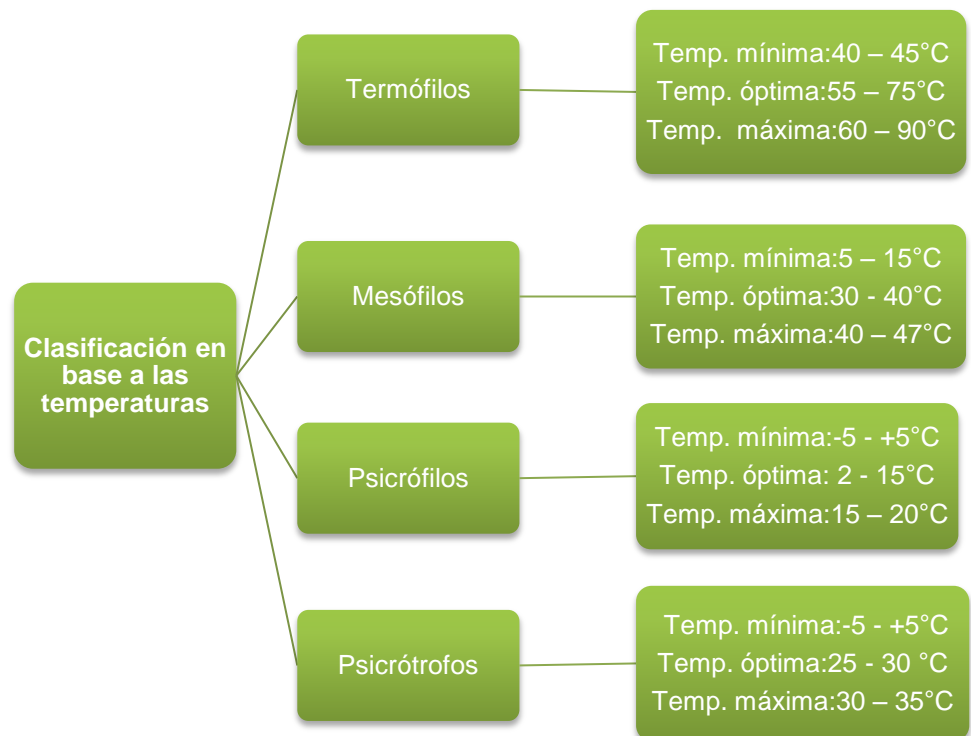 Clasificación en
base a las
temperaturas
Termófilos
Temp. mínima:40 – 45°C
Temp. óptima:55 – 75°C
Temp. máxima:60 – 90°C
Mesófilos
Temp. mínima:5 – 15°C
Temp. óptima:30 - 40°C
Temp. máxima:40 – 47°C
Psicrófilos
Temp. mínima:-5 - +5°C
Temp. óptima: 2 - 15°C
Temp. máxima:15 – 20°C
Psicrótrofos
Temp. mínima:-5 - +5°C
Temp. óptima:25 - 30 °C
Temp. máxima:30 – 35°C